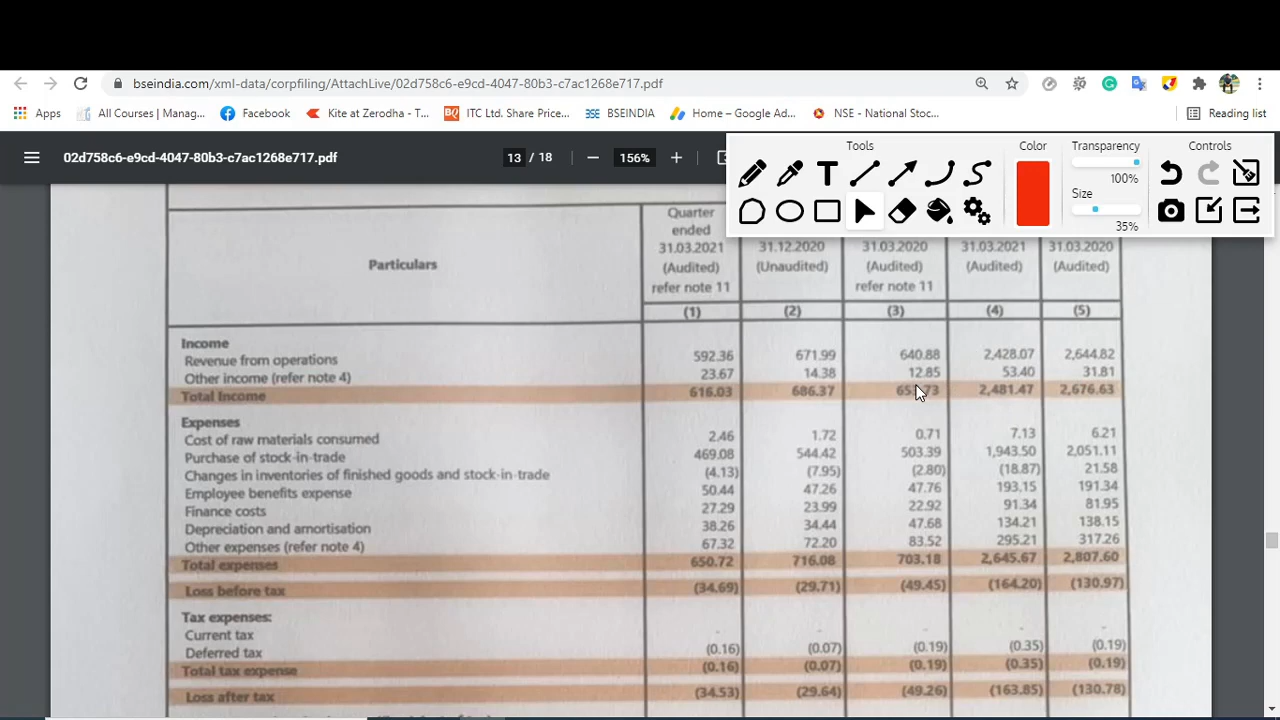 bseindia.com/xml-data/corpfiling/AttachLive/02d758c6-e9cd-4047-80b3-c7ac1268e717.pdf
Apps All Courses | Manag... Facebook Kite at Zerodha - T... BQ ITC Ltd. Share Price... BSE BSEINDIA Home – Google Ad... NSE - National Stoc... Reading list
02d758c6-e9cd-4047-80b3-c7ac1268e717.pdf 13 / 18 156%
Tools Color Transparency Controls
100%
Size
35%
Particulars
Quarter ended 31.03.2021 (Audited) refer note 11
31.12.2020 (Unaudited)
31.03.2020 (Audited) refer note 11
31.03.2021 (Audited)
31.03.2020 (Audited)
(1) (2) (3) (4) (5)
Income
Revenue from operations 592.36 671.99 640.88 2,428.07 2,644.82
Other income (refer note 4) 23.67 14.38 12.85 53.40 31.81
Total Income 616.03 686.37 2,481.47 2,676.63
Expenses
Cost of raw materials consumed 2.46 1.72 0.71 7.13 6.21
Purchase of stock-in-trade 469.08 544.42 503.39 1,943.50 2,051.11
Changes in inventories of finished goods and stock-in-trade (4.13) (7.95) (2.80) (18.87) 21.58
Employee benefits expense 50.44 47.26 47.76 193.15 191.34
Finance costs 27.29 23.99 22.92 91.34 81.95
Depreciation and amortisation 38.26 34.44 47.68 134.21 138.15
Other expenses (refer note 4) 67.32 72.20 83.52 295.21 317.26
Total expenses 650.72 716.08 703.18 2,645.67 2,807.60
Loss before tax (34.69) (29.71) (49.45) (164.20) (130.97)
Tax expenses:
Current tax - - - - -
Deferred tax (0.16) (0.07) (0.19) (0.35) (0.19)
Total tax expense (0.16) (0.07) (0.19) (0.35) (0.19)
Loss after tax (34.53) (29.64) (49.26) (163.85) (130.78)